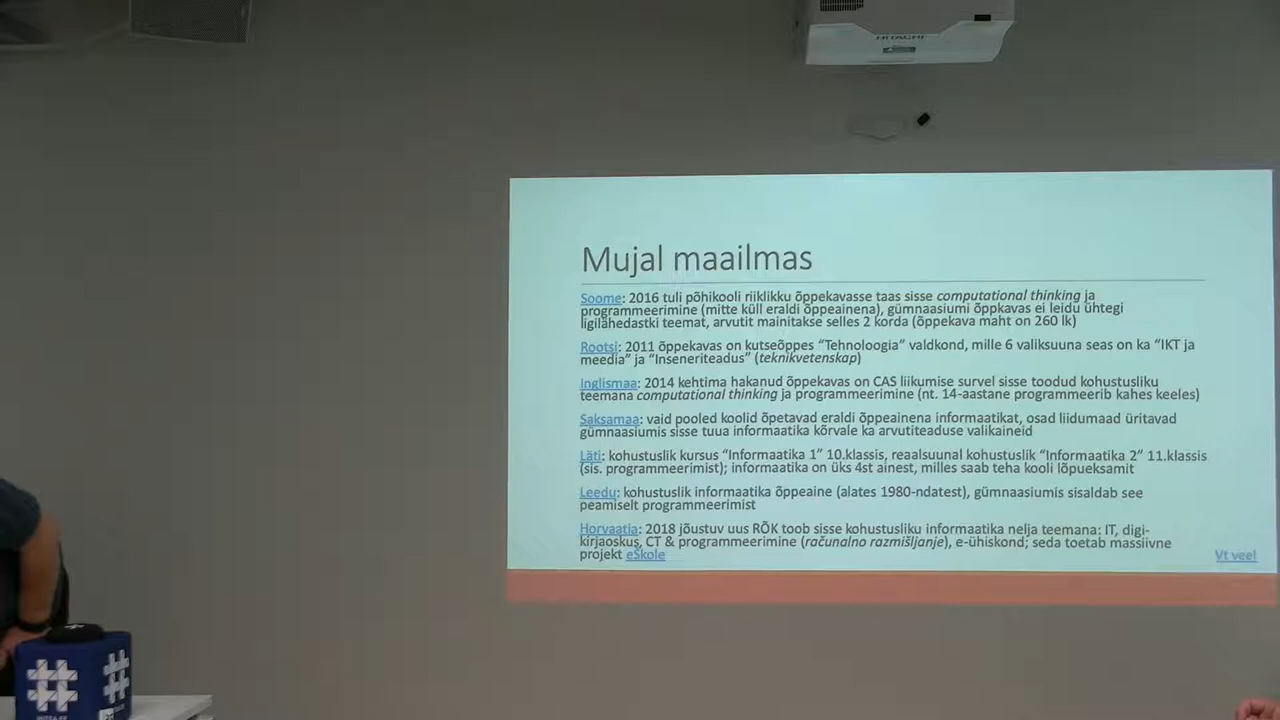 HITACHI
Mujal maailmas
Soome: 2016 tuli põhikooli riiklikku õppekavasse taas sisse computational thinking ja
programmeerimine (mitte küll eraldi õppeainena), gümnaasiumi õppkavas ei leidu ühtegi
ligilähedastki teemat, arvutit mainitakse selles 2 korda (õppekava maht on 260 lk)
Rootsi: 2011 õppekavas on kutseõppes “Tehnoloogia” valdkond, mille 6 valiksuuna seas on ka “IKT ja
meedia” ja “Inseneriteadus” (teknikvetenskap)
Inglismaa: 2014 kehtima hakanud õppekavas on CAS liikumise survel sisse toodud kohustusliku
teemana computational thinking ja programmeerimine (nt. 14-aastane programmeerib kahes keeles)
Saksamaa: vaid pooled koolid õpetavad eraldi õppeainena informaatikat, osad liidumaad üritavad
gümnaasiumis sisse tuua informaatika kõrvale ka arvutiteaduse valikaineid
Läti: kohustuslik kursus “Informaatika 1” 10.klassis, reaalsuunal kohustuslik “Informaatika 2” 11.klassis
(sis. programmeerimist); informaatika on üks 4st ainest, milles saab teha kooli lõpueksamit
Leedu: kohustuslik informaatika õppeaine (alates 1980-ndatest), gümnaasiumis sisaldab see
peamiselt programmeerimist
Horvaatia: 2018 jõustuv uus RÕK toob sisse kohustusliku informaatika nelja teemana: IT, digi-
kirjaoskus, CT & programmeerimine (računalno razmišljanje), e-ühiskond; seda toetab massiivne
projekt eŠkole
Vt veel